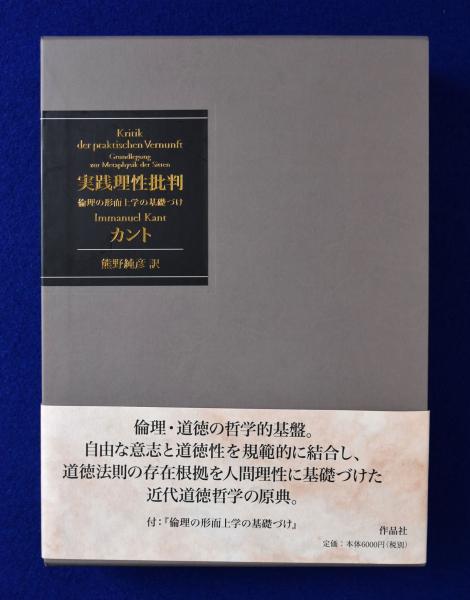 Kritik
der praktischen Vernunft
Grundlegung
zur Metaphysik der Sitten
実践理性批判
倫理の形而上学の基礎づけ
Immanuel Kant
カント
熊野純彦 訳
倫理・道徳の哲学的基盤。
自由な意志と道徳性を規範的に結合し、
道徳法則の存在根拠を人間理性に基礎づけた
近代道徳哲学の原典。
付:『倫理の形而上学の基礎づけ』
作品社
定価:本体6000円(税別)